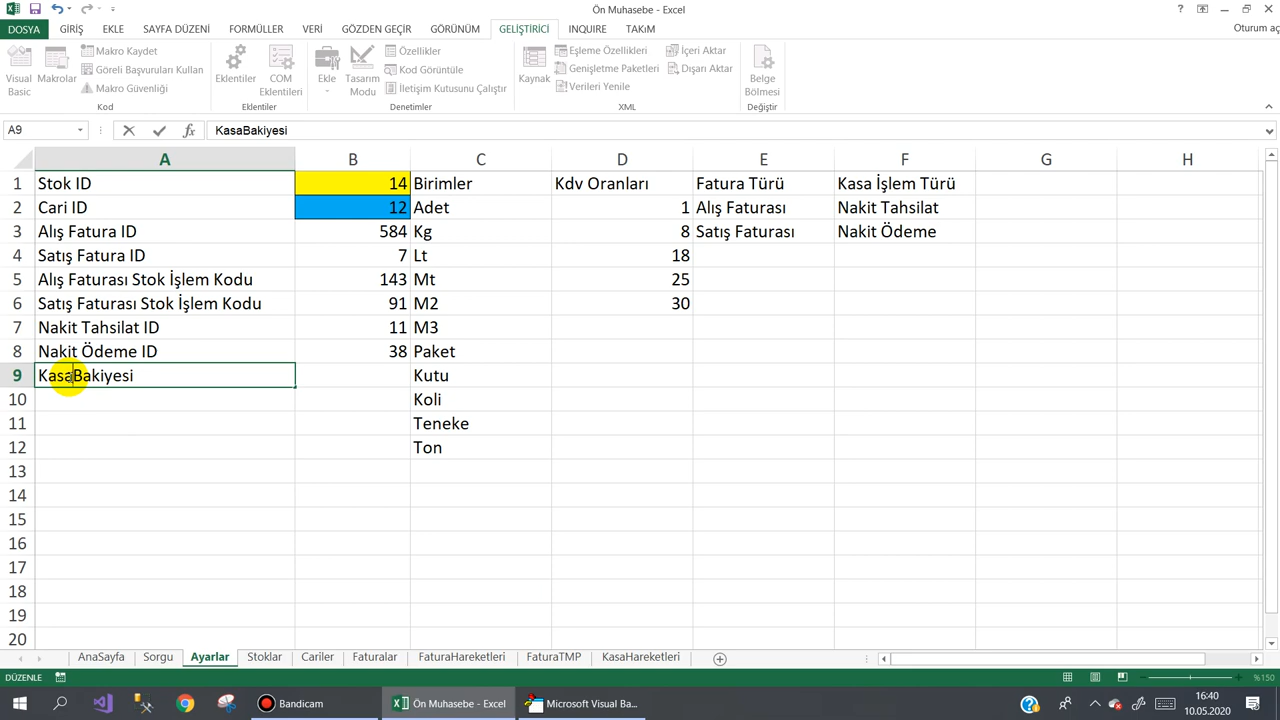 Ön Muhasebe - Excel
DOSYA GİRİŞ EKLE SAYFA DÜZENİ FORMÜLLER VERİ GÖZDEN GEÇİR GÖRÜNÜM GELİŞTİRİCİ INQUIRE TAKıM Oturum aç
Visual Basic
Makrolar
Makro Kaydet
Göreli Başvuruları Kullan
Makro Güvenliği
Kod
Eklentiler
COM Eklentileri
Eklentiler
Ekle
Tasarım Modu
Özellikler
Kod Görüntüle
İletişim Kutusunu Çalıştır
Denetimler
Kaynak
Eşleme Özellikleri
Genişletme Paketleri
Verileri Yenile
İçeri Aktar
Dışarı Aktar
XML
Belge Bölmesi
Değiştir
A9 fx KasaBakiyesi
A B C D E F G H
1 Stok ID 14 Birimler Kdv Oranları Fatura Türü Kasa İşlem Türü
2 Cari ID 12 Adet 1 Alış Faturası Nakit Tahsilat
3 Alış Fatura ID 584 Kg 8 Satış Faturası Nakit Ödeme
4 Satış Fatura ID 7 Lt 18
5 Alış Faturası Stok İşlem Kodu 143 Mt 25
6 Satış Faturası Stok İşlem Kodu 91 M2 30
7 Nakit Tahsilat ID 11 M3
8 Nakit Ödeme ID 38 Paket
9 KasaBakiyesi Kutu
10 Koli
11 Teneke
12 Ton
13
14
15
16
17
18
19
20
AnaSayfa Sorgu Ayarlar Stoklar Cariler Faturalar FaturaHareketleri FaturaTMP KasaHareketleri
DÜZENLE %150
Bandicam Ön Muhasebe - Excel Microsoft Visual Ba... 16:40
10.05.2020